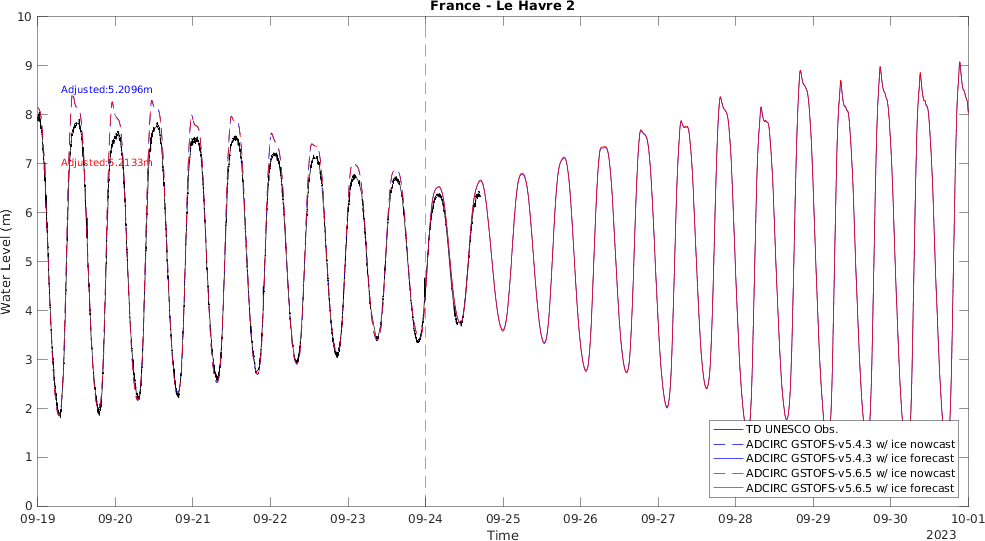 France - Le Havre 2
10
9
8
7
6
5
4
3
2
1
0
Water Level (m)
Adjusted:5.2096m
Adjusted:5.2133m
TD UNESCO Obs.
ADCIRC GSTOFS-v5.4.3 w/ ice nowcast
ADCIRC GSTOFS-v5.4.3 w/ ice forecast
ADCIRC GSTOFS-v5.6.5 w/ ice nowcast
ADCIRC GSTOFS-v5.6.5 w/ ice forecast
09-19 09-20 09-21 09-22 09-23 09-24 09-25 09-26 09-27 09-28 09-29 09-30 10-01
Time
2023